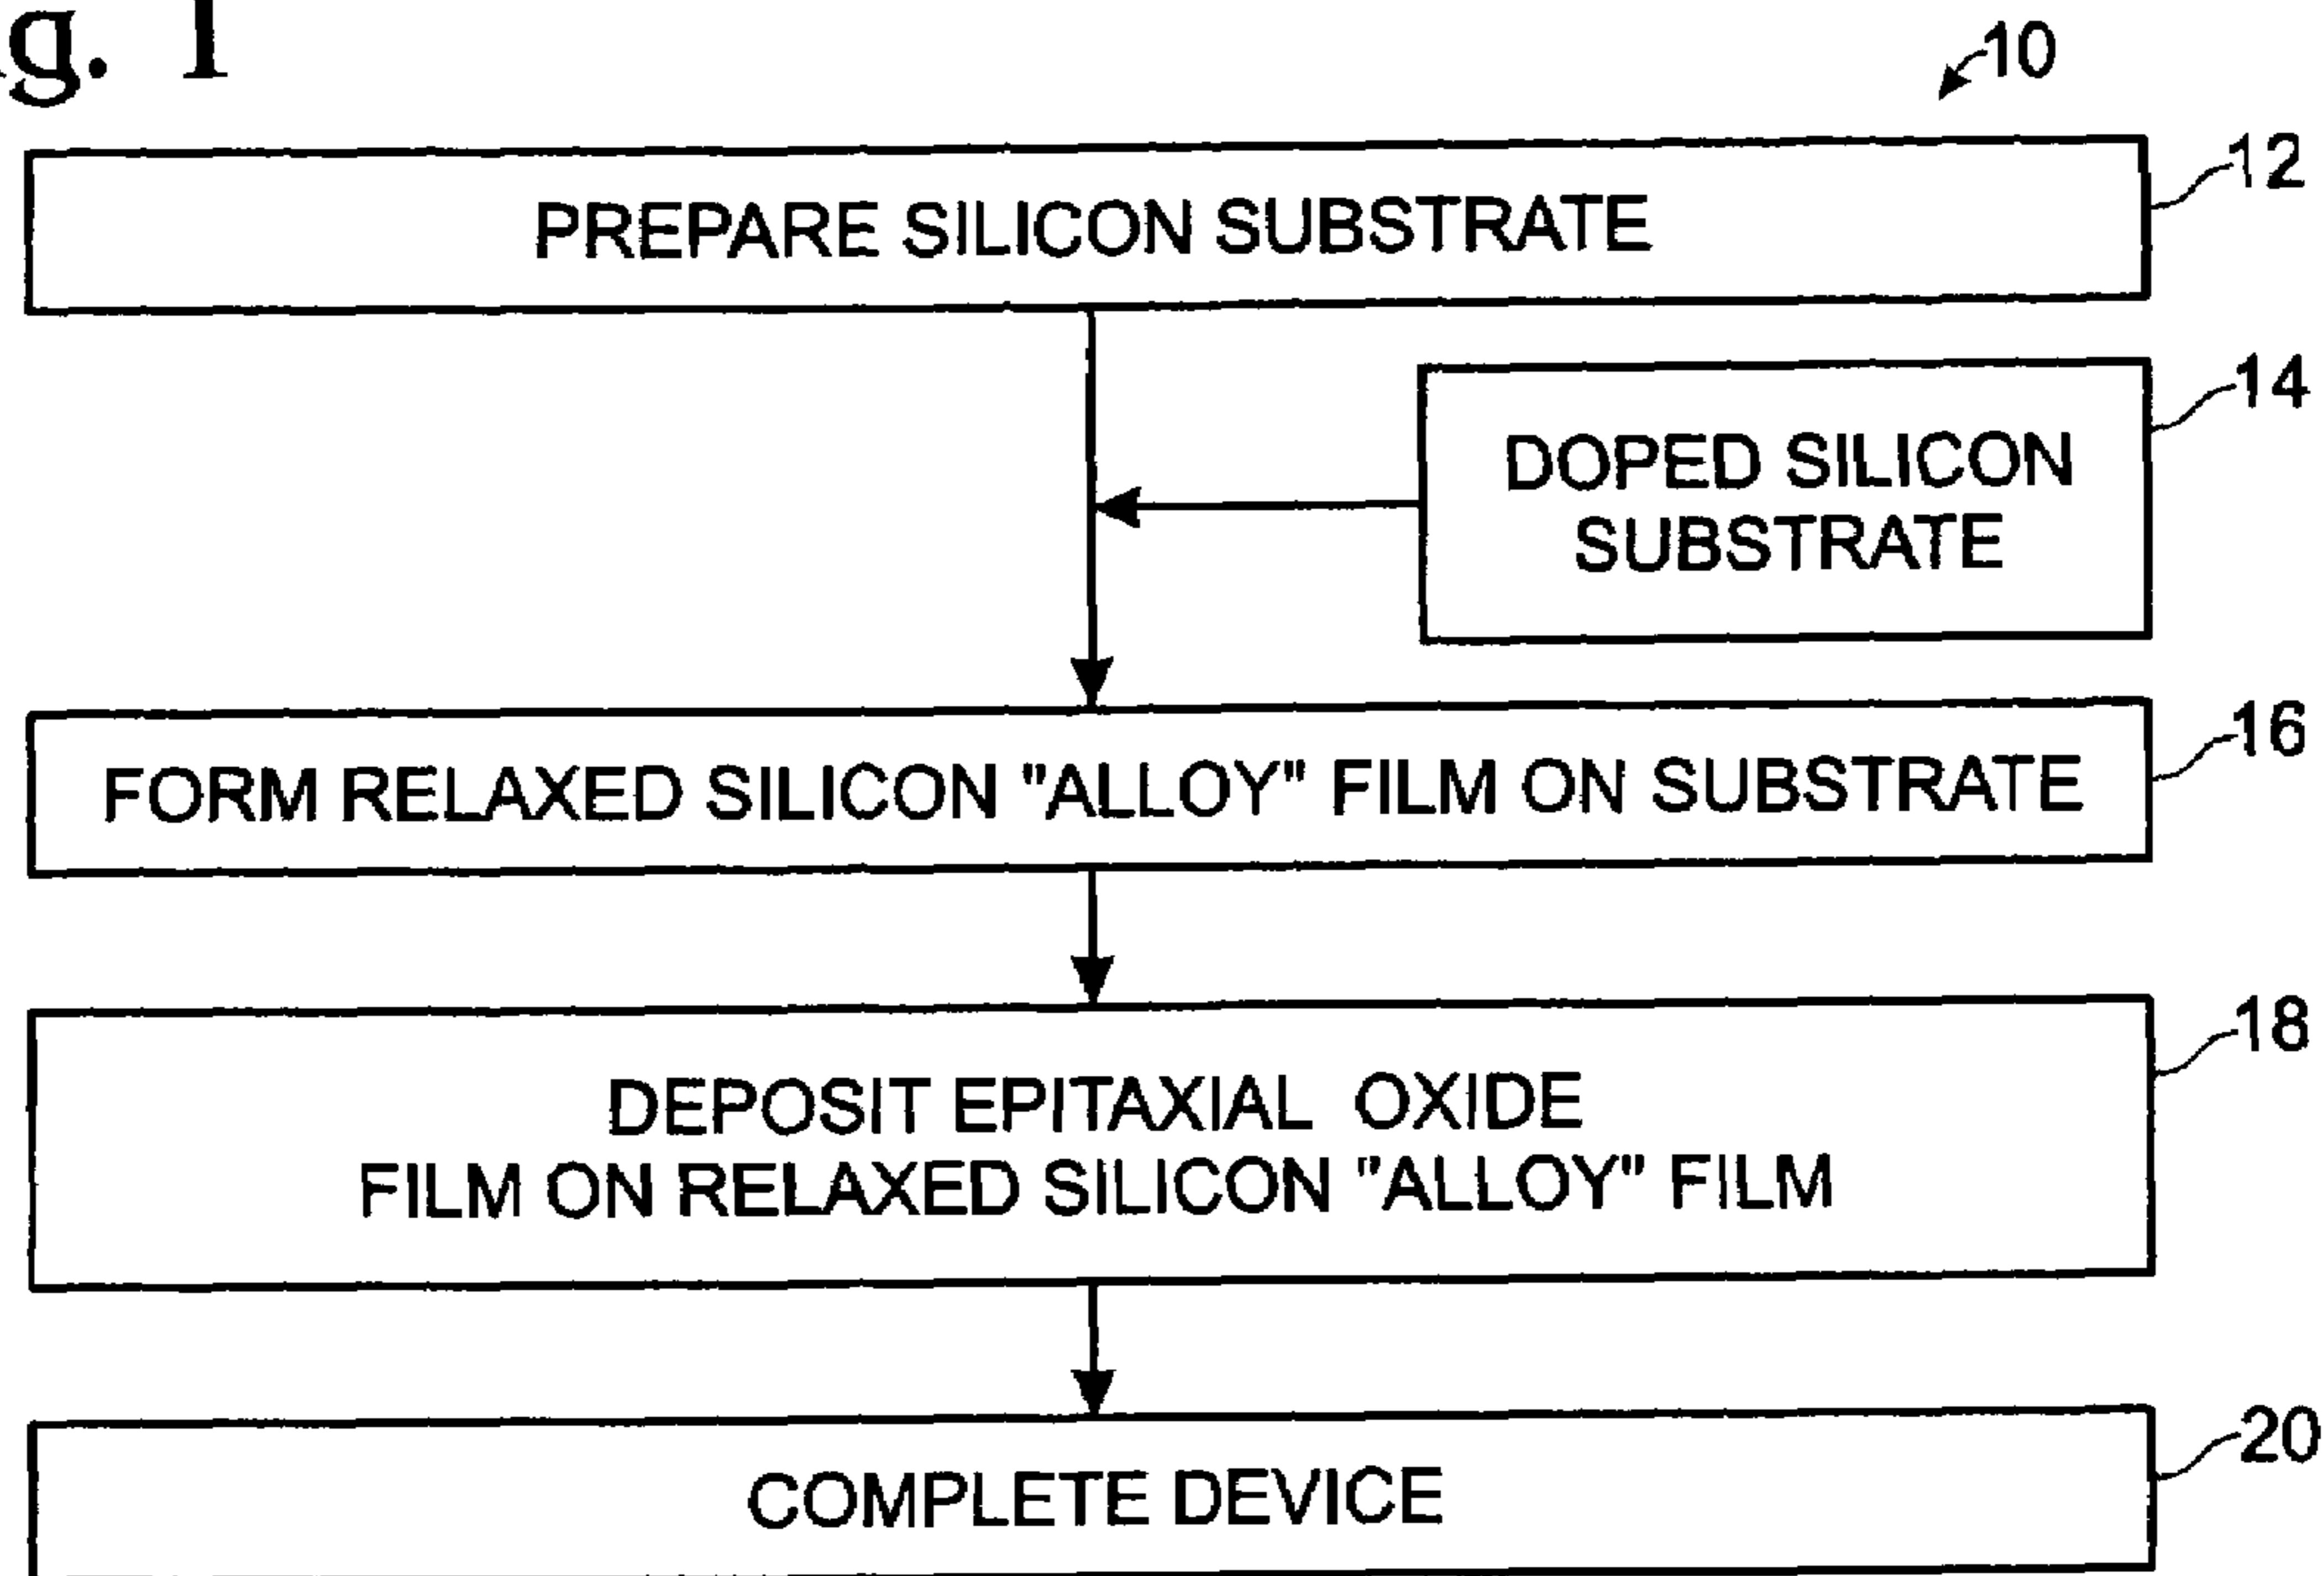 g. 1
10
PREPARE SILICON SUBSTRATE
12
DOPED SILICON
SUBSTRATE
14
FORM RELAXED SILICON "ALLOY" FILM ON SUBSTRATE
16
DEPOSIT EPITAXIAL OXIDE
FILM ON RELAXED SILICON "ALLOY" FILM
18
COMPLETE DEVICE
20